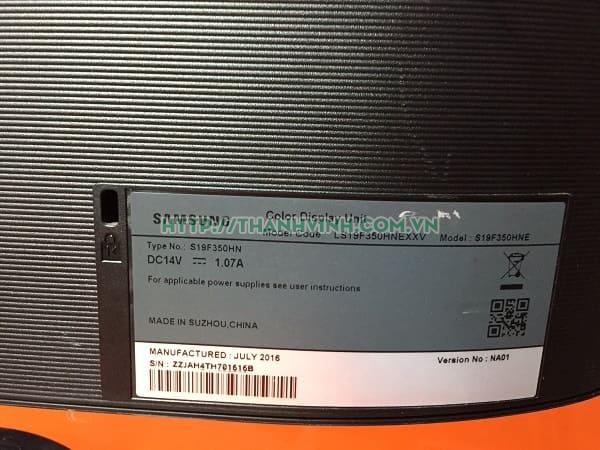 HTTP://THANHVINH.COM.VN
SAMSUNG Color Display Unit
Model Code : LS19F350HNEXXV Model : S19F350HNE
Type No.: S19F350HN
DC14V ⎓ 1.07A
For applicable power supplies see user instructions
MADE IN SUZHOU,CHINA
MANUFACTURED : JULY 2016
S/N : ZZJAH4TH701616B
Version No : NA01